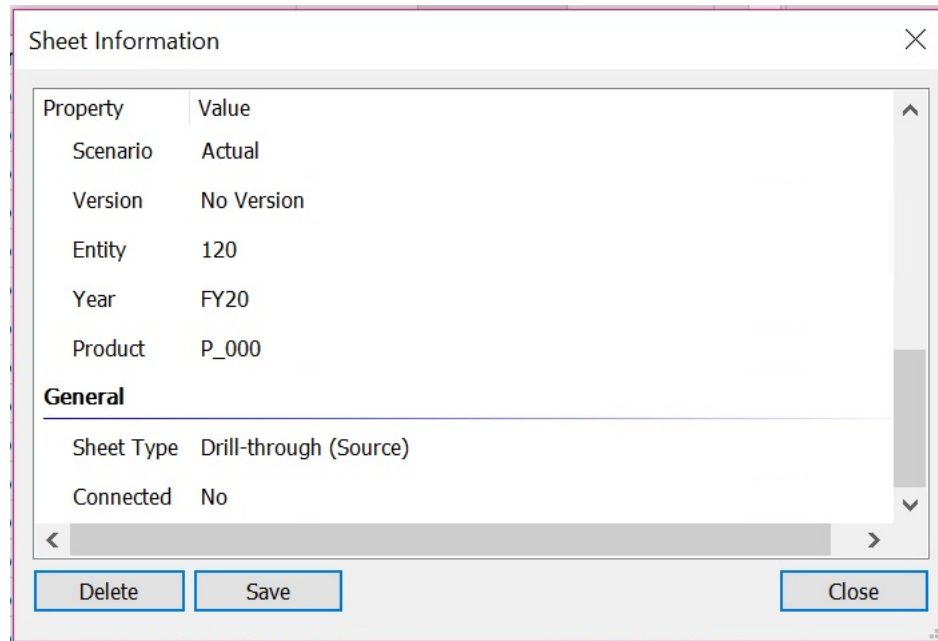 Sheet Information
Property Value
Scenario Actual
Version No Version
Entity 120
Year FY20
Product P_000
General
Sheet Type Drill-through (Source)
Connected No
Delete Save Close